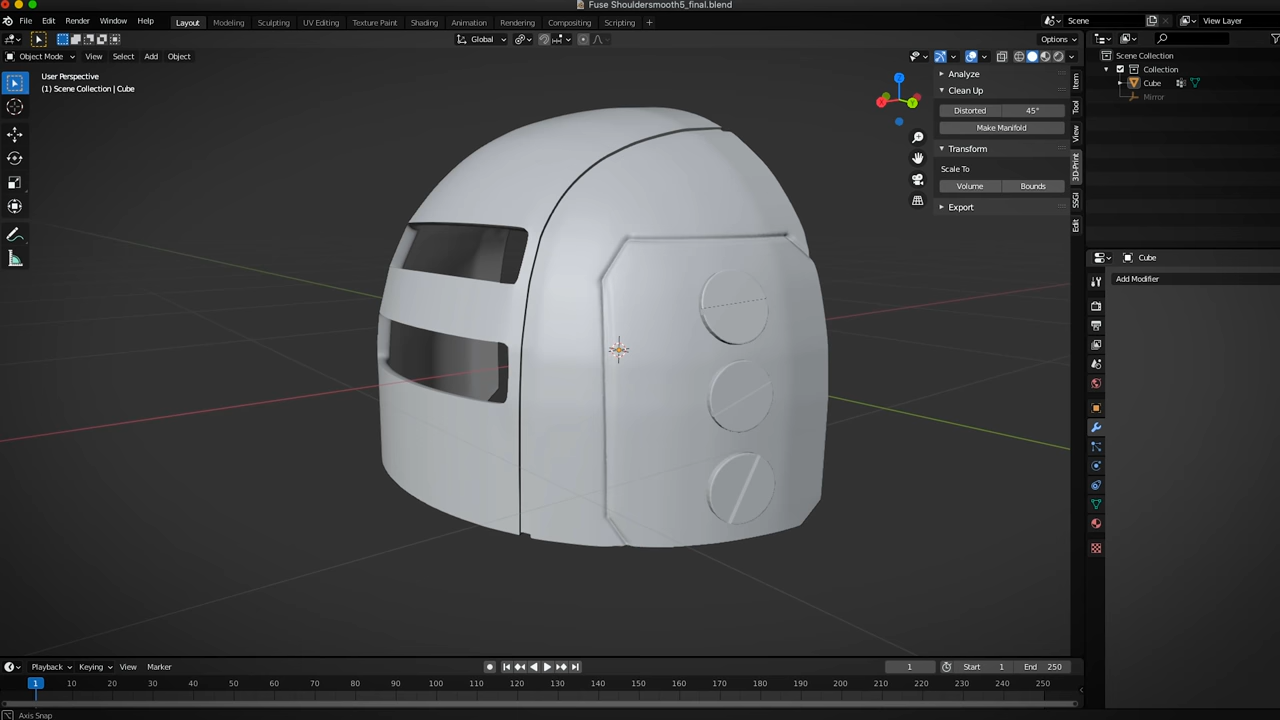 Fuse Shouldersmooth5_final.blend
File Edit Render Window Help Layout Modeling Sculpting UV Editing Texture Paint Shading Animation Rendering Compositing Scripting + Scene View Layer
Global Options
Object Mode View Select Add Object
User Perspective
(1) Scene Collection | Cube
Analyze
Clean Up
Distorted 45°
Make Manifold
Transform
Scale To
Volume Bounds
Export
Item
Tool
View
3D-Print
SSGI
Edit
X
Y
Z
Scene Collection
Collection
Cube
Mirror
Cube
Add Modifier
Playback Keying View Marker 1 Start 1 End 250
1 10 20 30 40 50 60 70 80 90 100 110 120 130 140 150 160 170 180 190 200 210 220 230 240 250
Axis Snap